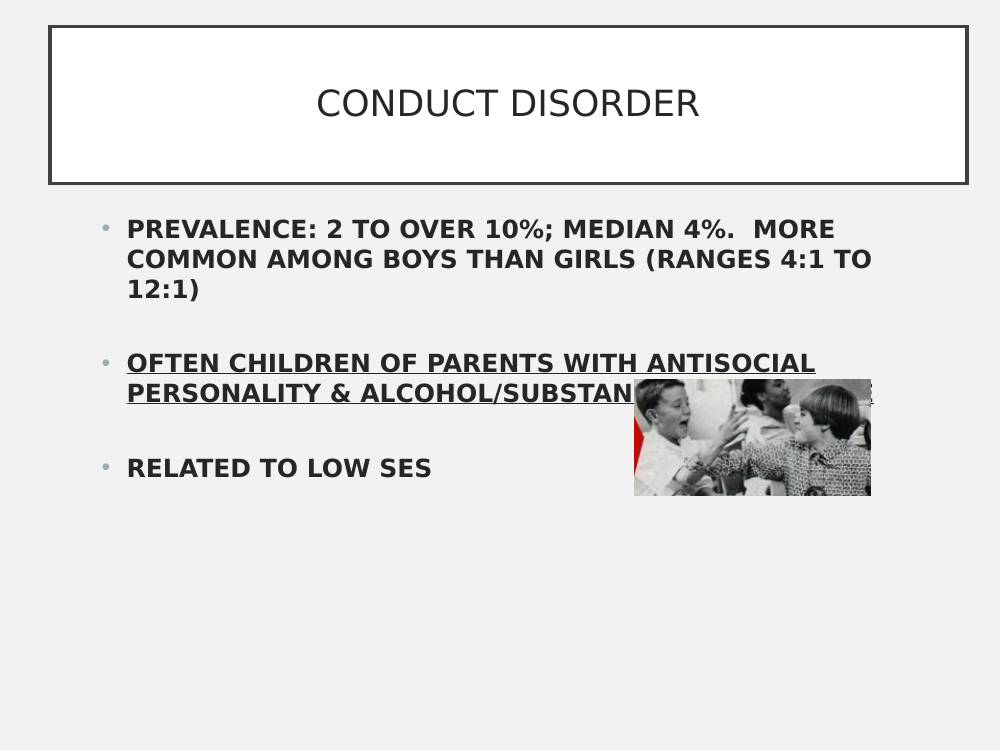 CONDUCT DISORDER
• PREVALENCE: 2 TO OVER 10%; MEDIAN 4%.  MORE
COMMON AMONG BOYS THAN GIRLS (RANGES 4:1 TO
12:1)
• OFTEN CHILDREN OF PARENTS WITH ANTISOCIAL
PERSONALITY & ALCOHOL/SUBSTAN
• RELATED TO LOW SES